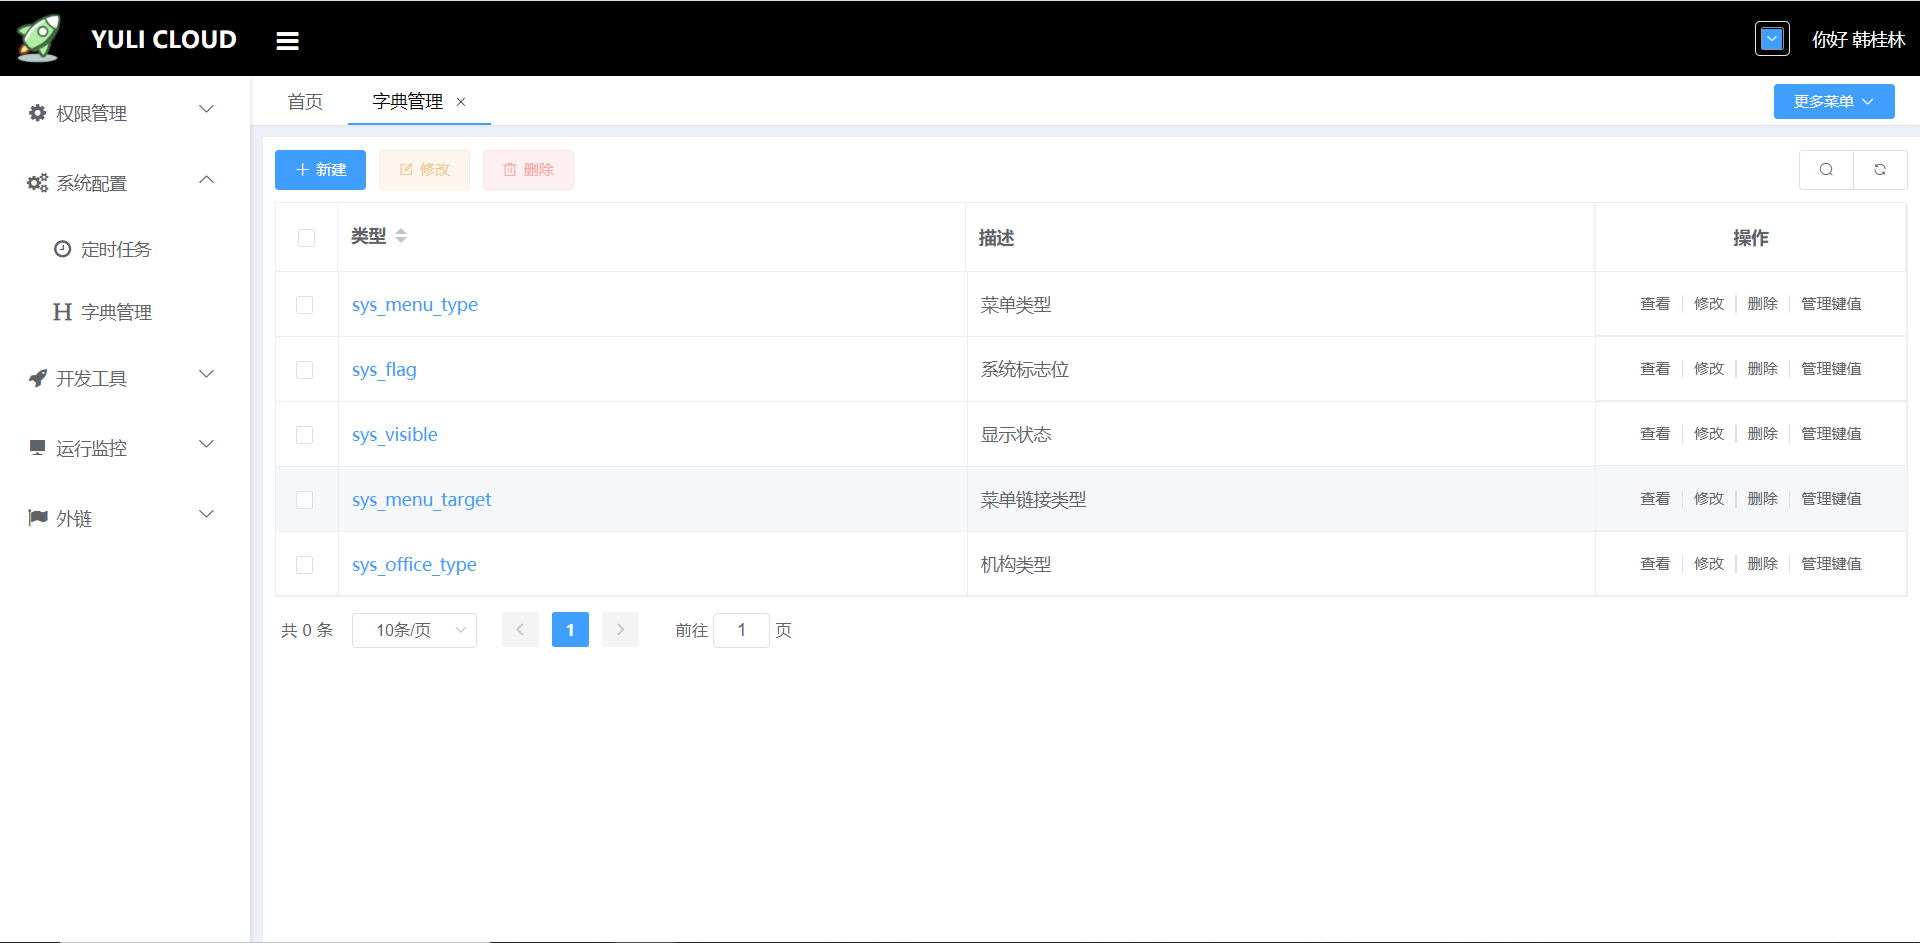 YULI CLOUD
你好 韩桂林
权限管理
系统配置
定时任务
H 字典管理
开发工具
运行监控
外链
首页 字典管理 ×
更多菜单
+ 新建 修改 删除
类型 描述 操作
sys_menu_type 菜单类型 查看 修改 删除 管理键值
sys_flag 系统标志位 查看 修改 删除 管理键值
sys_visible 显示状态 查看 修改 删除 管理键值
sys_menu_target 菜单链接类型 查看 修改 删除 管理键值
sys_office_type 机构类型 查看 修改 删除 管理键值
共 0 条 10条/页 1 前往 1 页